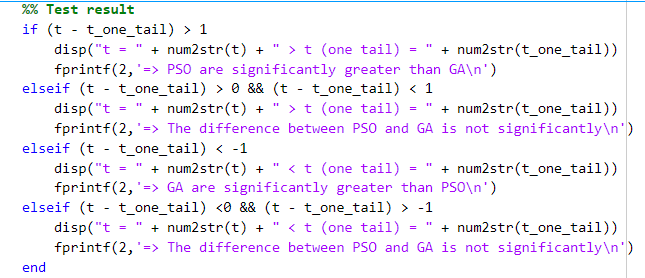 %% Test result
if (t - t_one_tail) > 1
disp("t = " + num2str(t) + " > t (one tail) = " + num2str(t_one_tail))
fprintf(2,'=> PSO are significantly greater than GA\n')
elseif (t - t_one_tail) > 0 && (t - t_one_tail) < 1
disp("t = " + num2str(t) + " > t (one tail) = " + num2str(t_one_tail))
fprintf(2,'=> The difference between PSO and GA is not significantly\n')
elseif (t - t_one_tail) < -1
disp("t = " + num2str(t) + " < t (one tail) = " + num2str(t_one_tail))
fprintf(2,'=> GA are significantly greater than PSO\n')
elseif (t - t_one_tail) <0 && (t - t_one_tail) > -1
disp("t = " + num2str(t) + " < t (one tail) = " + num2str(t_one_tail))
fprintf(2,'=> The difference between PSO and GA is not significantly\n')
end